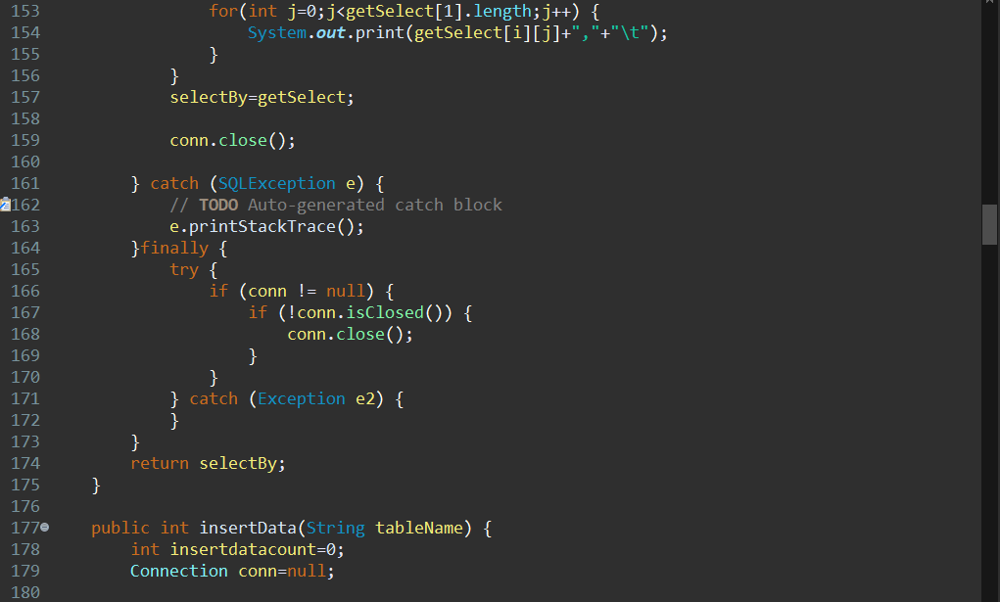 153                 for(int j=0;j<getSelect[1].length;j++) {
154                     System.out.print(getSelect[i][j]+","+"\t");
155                 }
156             }
157             selectBy=getSelect;
158
159             conn.close();
160
161         } catch (SQLException e) {
162             // TODO Auto-generated catch block
163             e.printStackTrace();
164         }finally {
165             try {
166                 if (conn != null) {
167                     if (!conn.isClosed()) {
168                         conn.close();
169                     }
170                 }
171             } catch (Exception e2) {
172             }
173         }
174         return selectBy;
175     }
176
177     public int insertData(String tableName) {
178         int insertdatacount=0;
179         Connection conn=null;
180